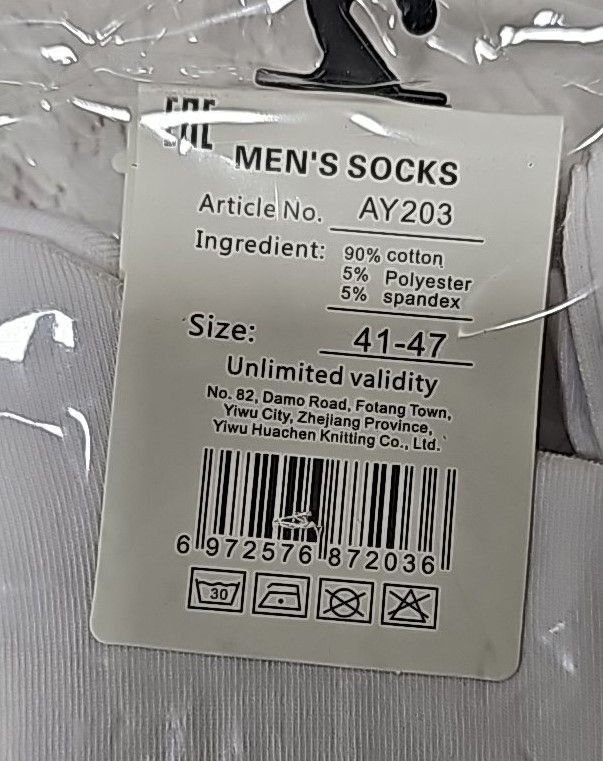 EAC
MEN'S SOCKS
Article No. AY203
Ingredient: 90% cotton
5% Polyester
5% spandex
Size: 41-47
Unlimited validity
No. 82, Damo Road, Fotang Town,
Yiwu City, Zhejiang Province,
Yiwu Huachen Knitting Co., Ltd.
6 972576 872036
30